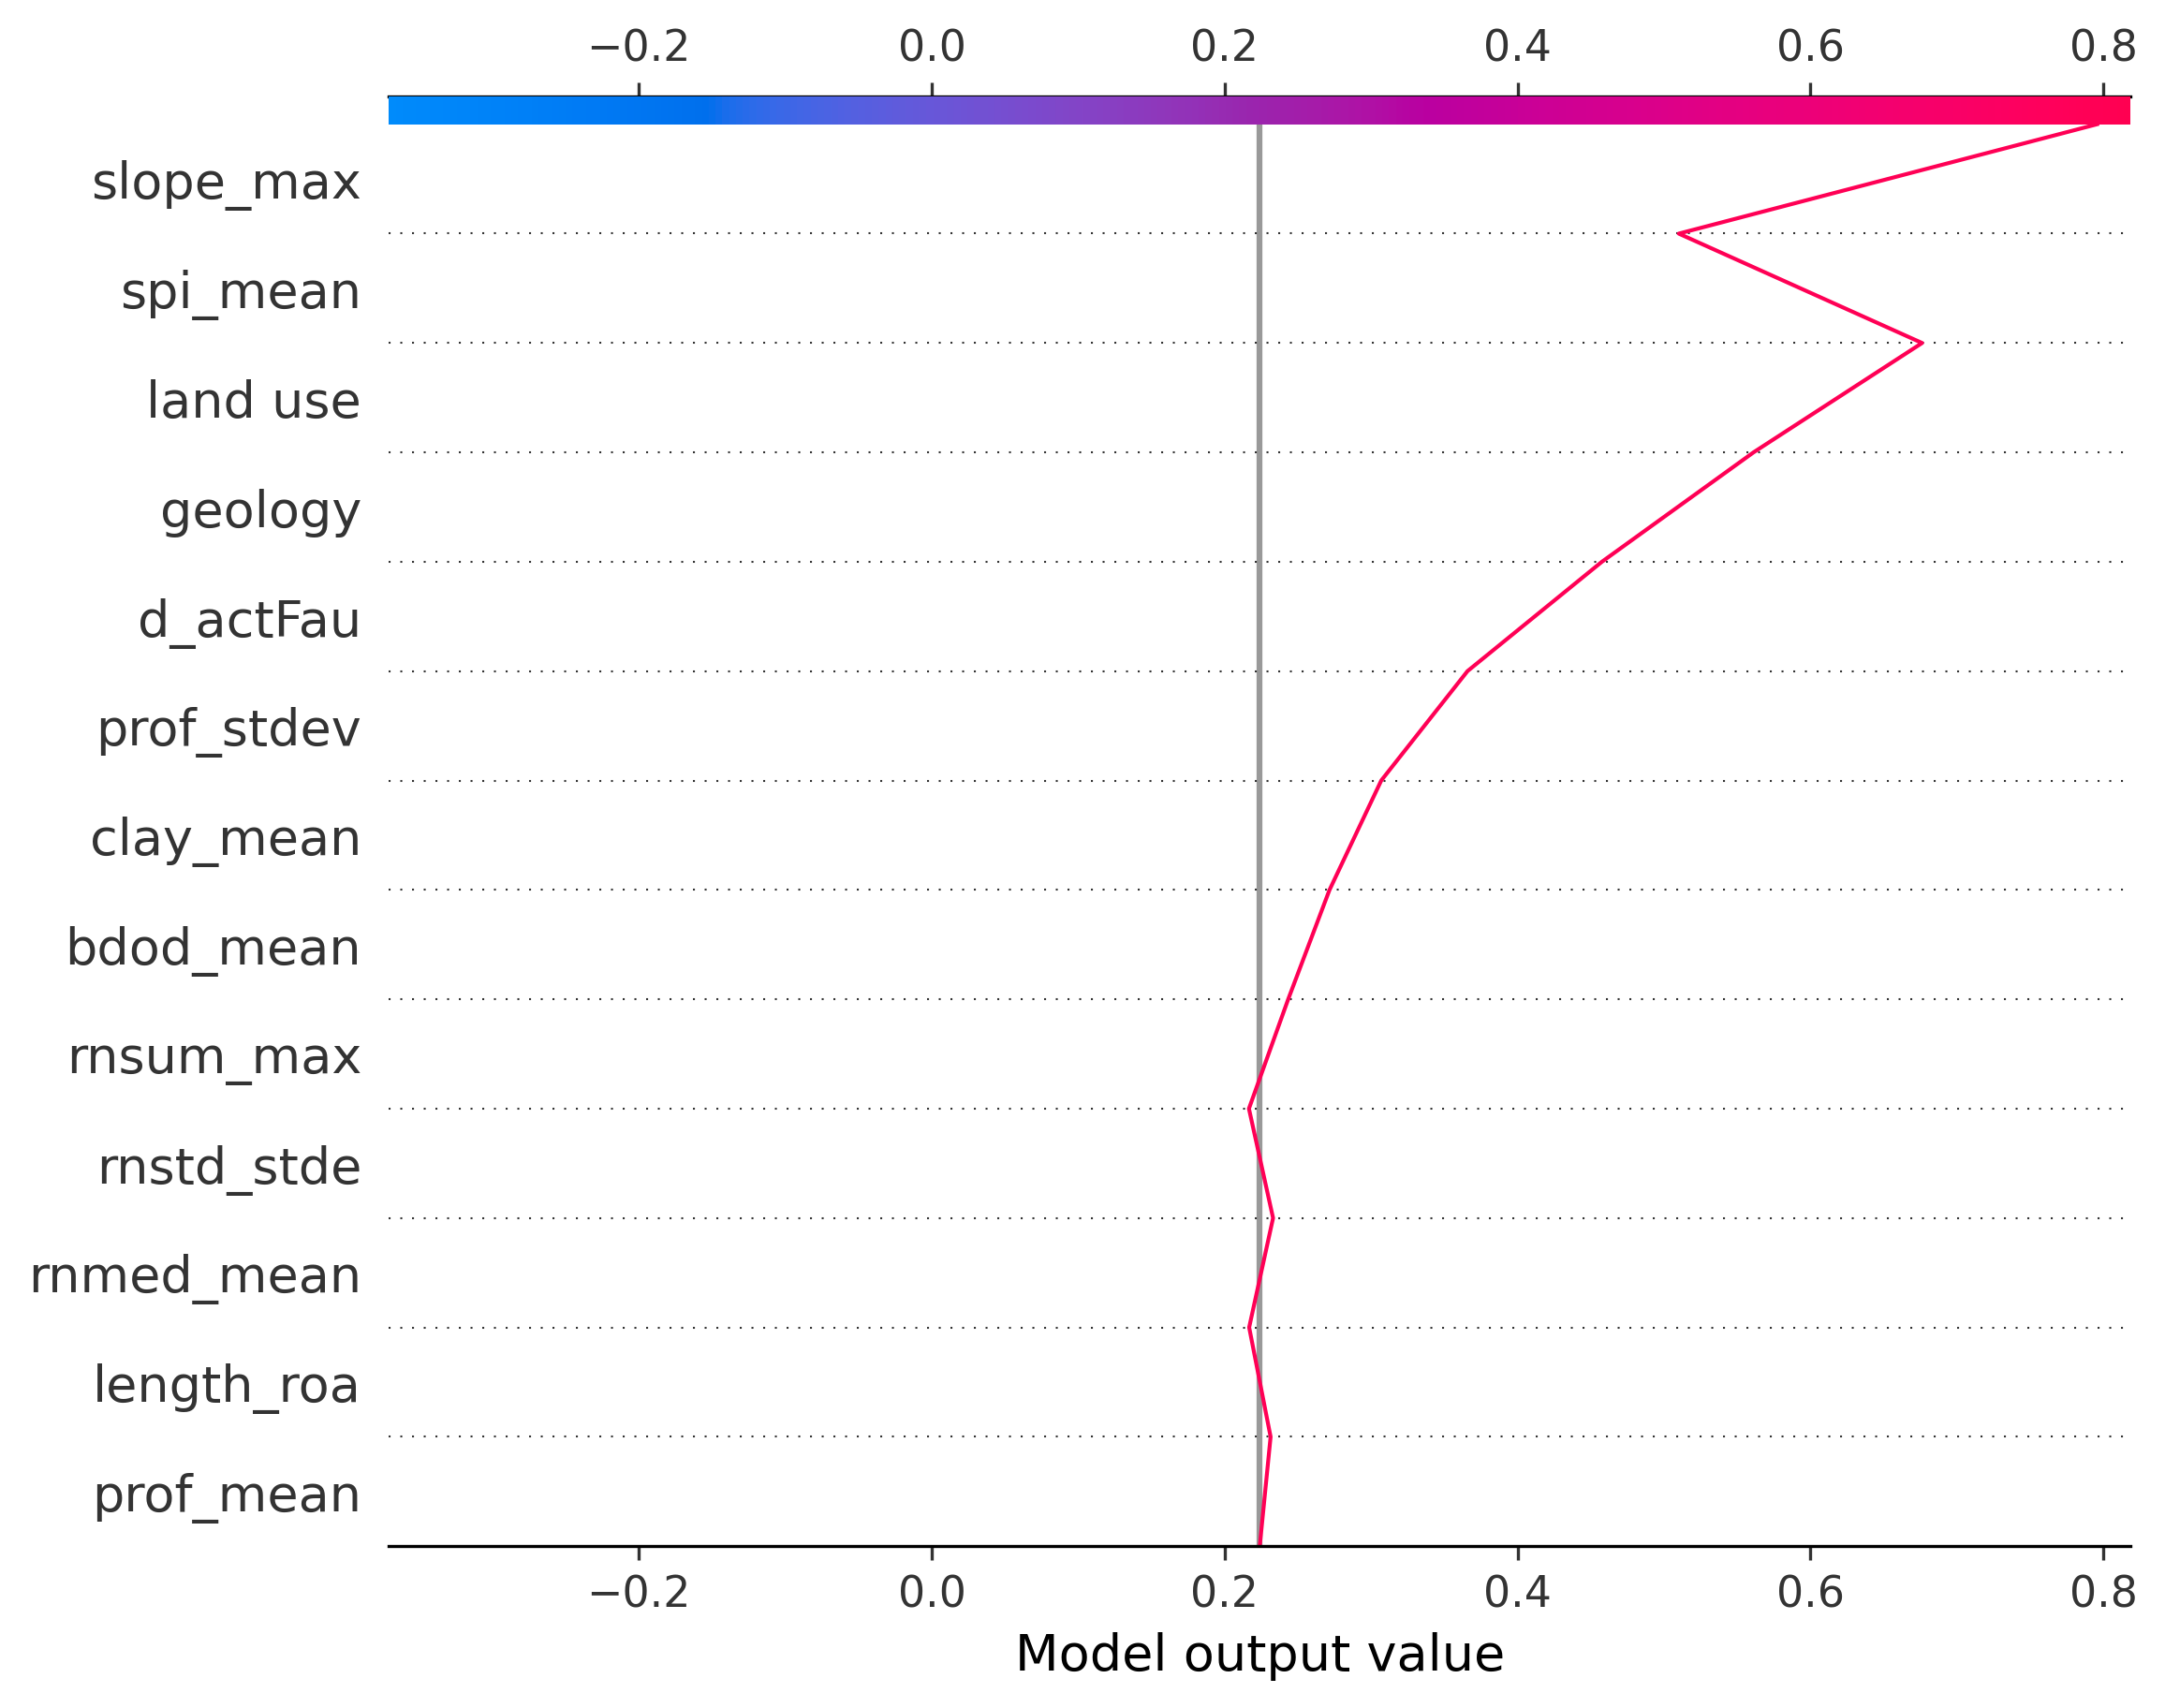 −0.2 0.0 0.2 0.4 0.6 0.8
slope_max
spi_mean
land use
geology
d_actFau
prof_stdev
clay_mean
bdod_mean
rnsum_max
rnstd_stde
rnmed_mean
length_roa
prof_mean
−0.2 0.0 0.2 0.4 0.6 0.8
Model output value